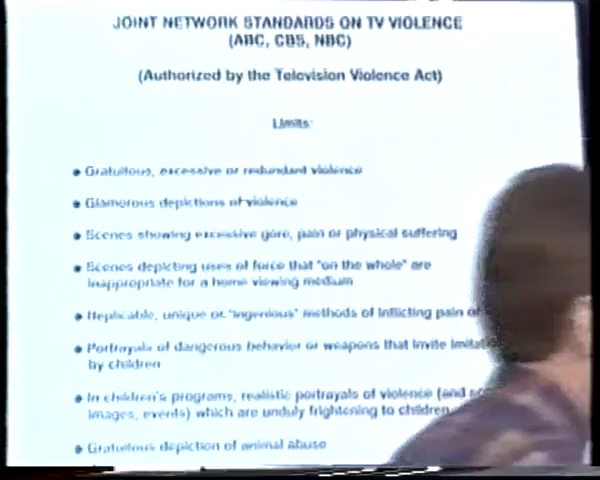 JOINT NETWORK STANDARDS ON TV VIOLENCE
(ABC, CBS, NBC)
(Authorized by the Television Violence Act)
Limits:
• Gratuitous, excessive or redundant violence
• Glamorous depictions of violence
• Scenes showing excessive gore, pain or physical suffering
• Scenes depicting uses of force that "on the whole" are
inappropriate for a home viewing medium
• Replicable, unique or "ingenious" methods of inflicting pain or
• Portrayals of dangerous behavior or weapons that invite imitat
by children
• In children's programs, realistic portrayals of violence (and
images, events) which are unduly frightening to children
• Gratuitous depiction of animal abuse